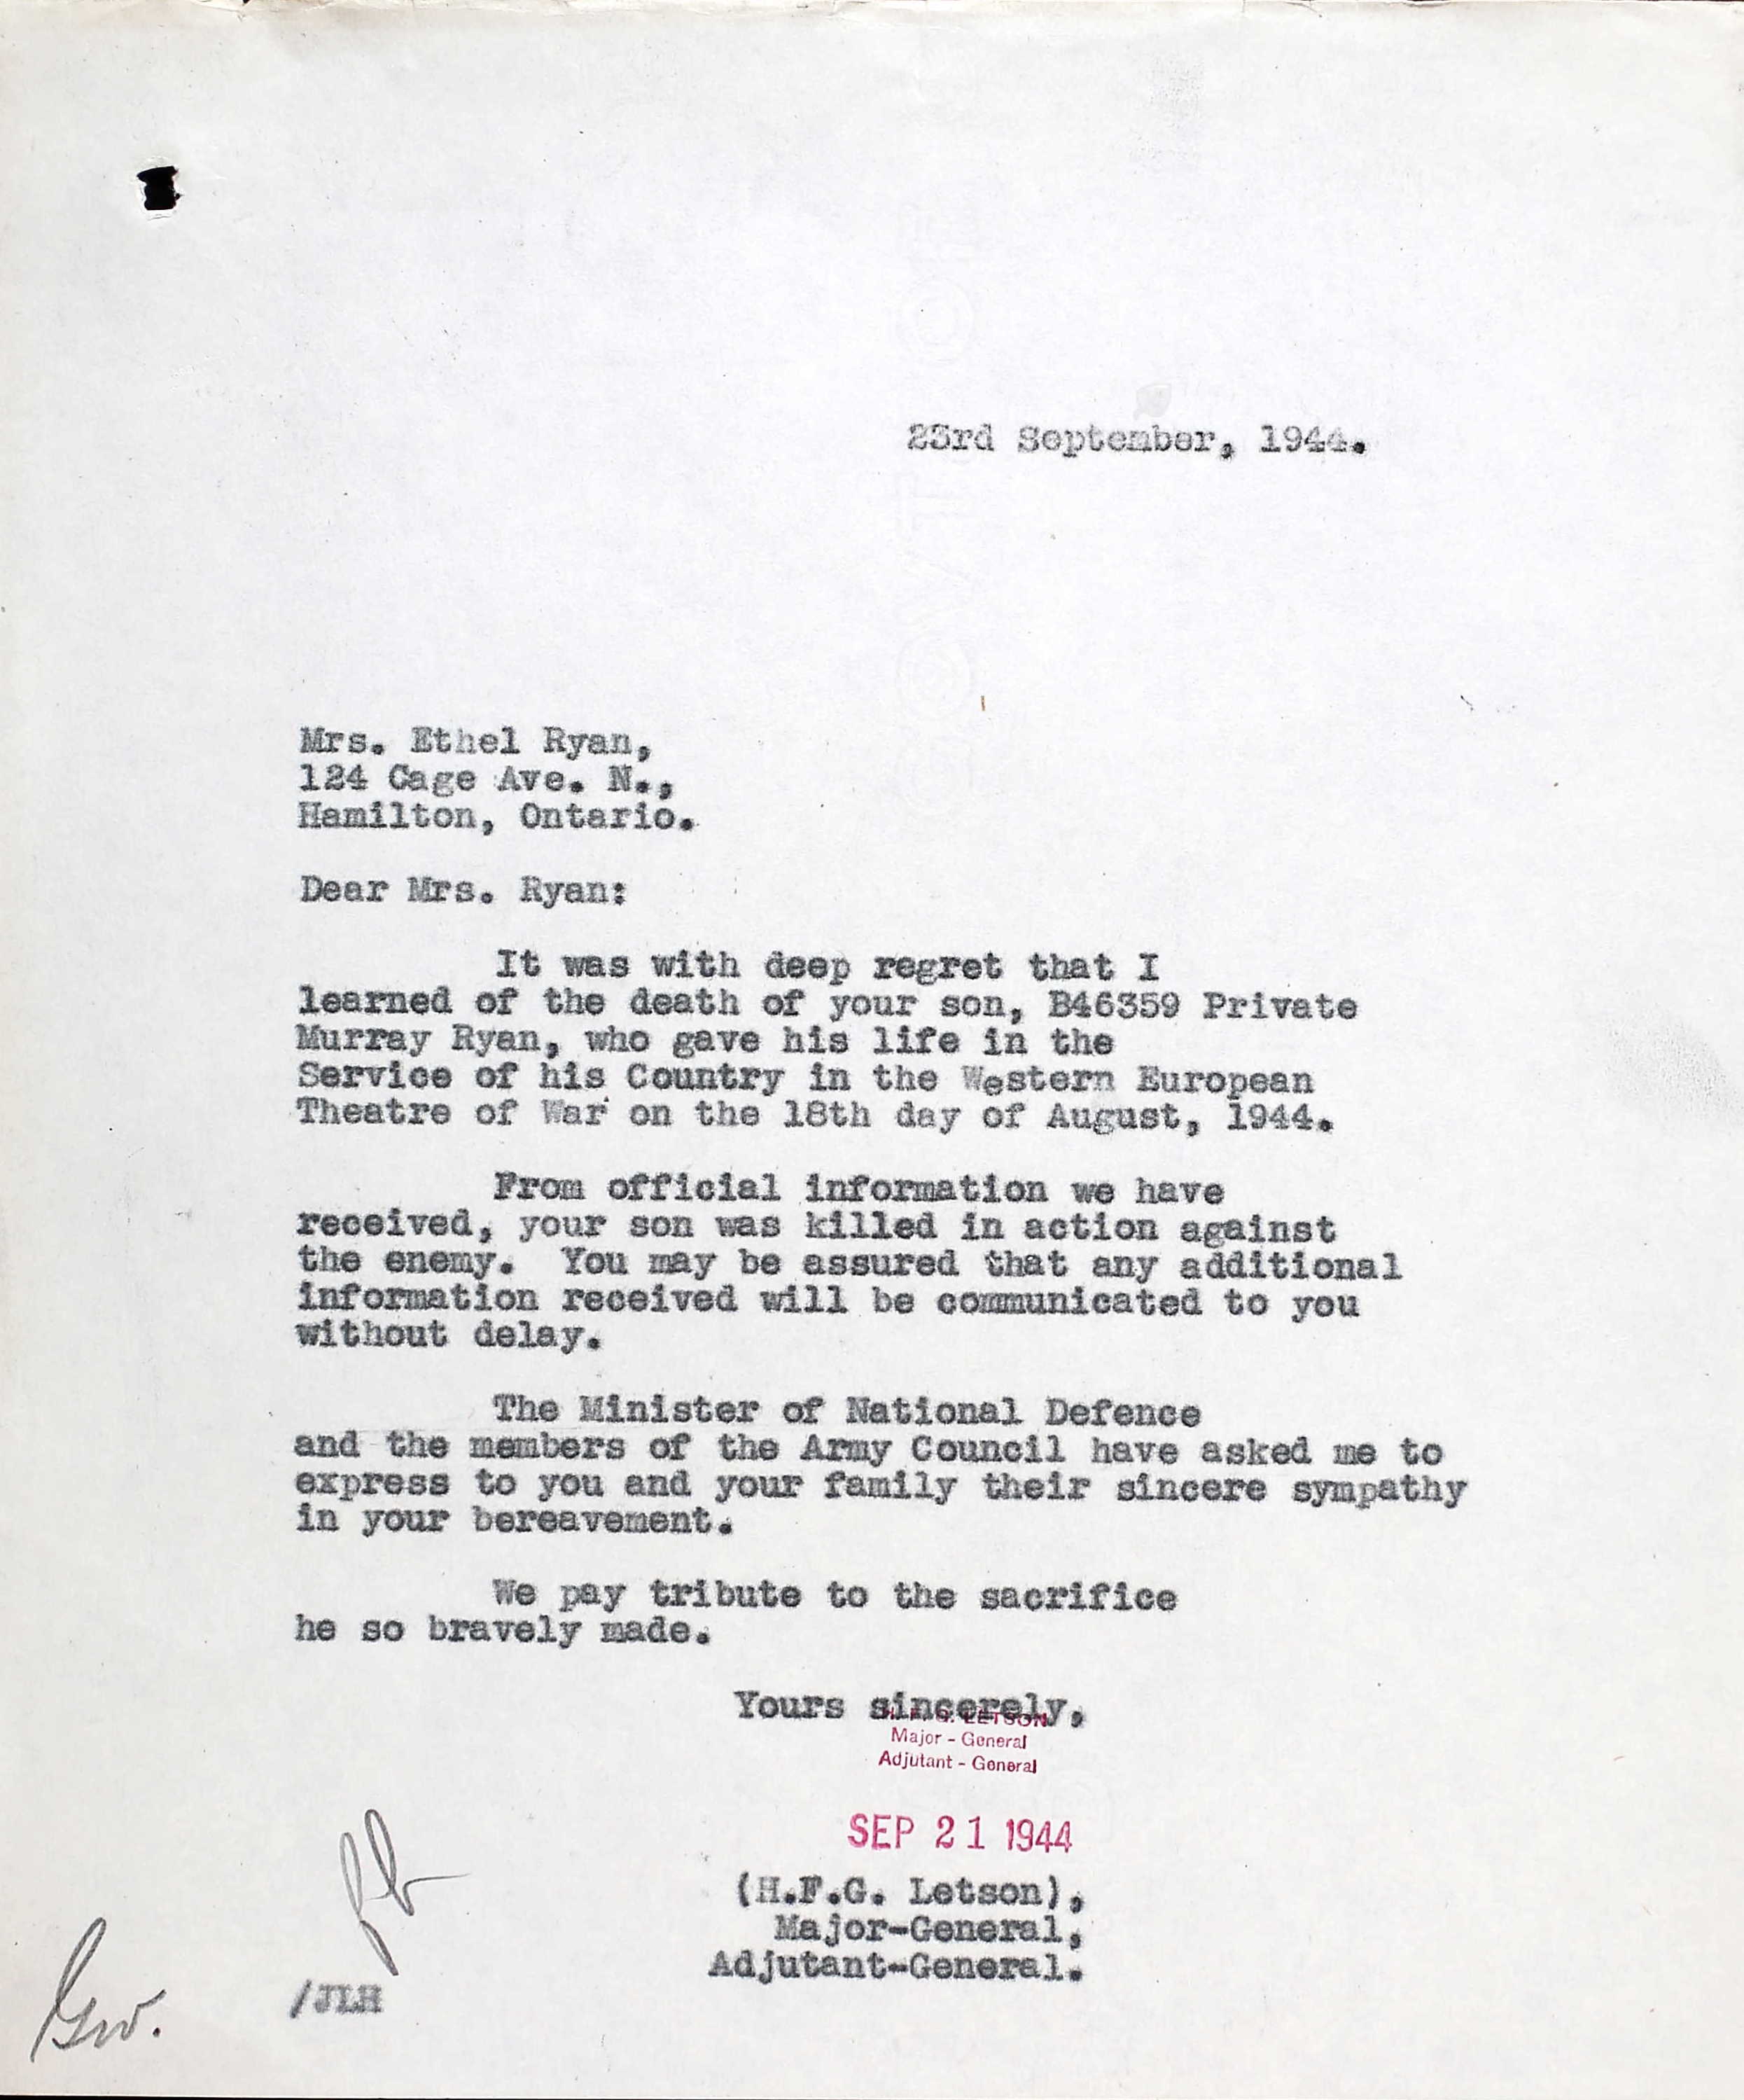 23rd September, 1944.
Mrs. Ethel Ryan,
124 Cage Ave. N.,
Hamilton, Ontario.
Dear Mrs. Ryan:
It was with deep regret that I
learned of the death of your son, B46359 Private
Murray Ryan, who gave his life in the
Service of his Country in the Western European
Theatre of War on the 18th day of August, 1944.
From official information we have
received, your son was killed in action against
the enemy. You may be assured that any additional
information received will be communicated to you
without delay.
The Minister of National Defence
and the members of the Army Council have asked me to
express to you and your family their sincere sympathy
in your bereavement.
We pay tribute to the sacrifice
he so bravely made.
Yours sincerely,
H. F. G. LETSON
Major - General
Adjutant - General
SEP 21 1944
(H.F.G. Letson),
Major-General,
Adjutant-General.
/JLH